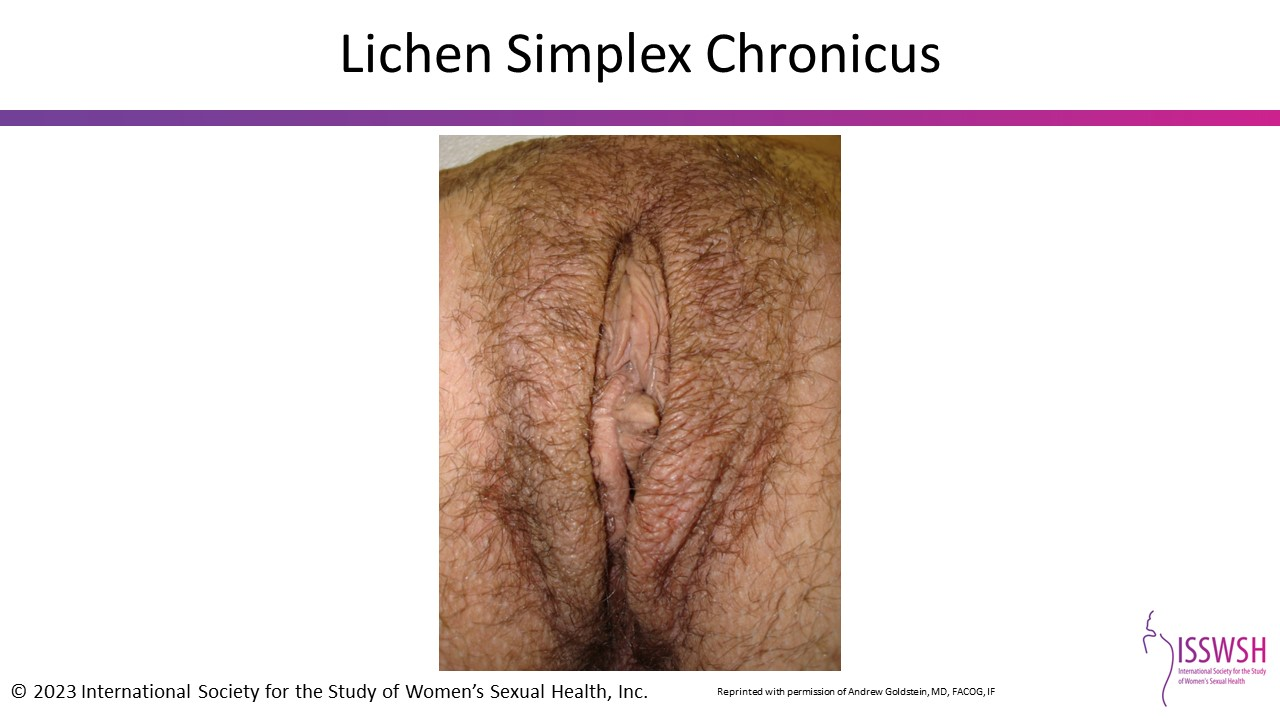 Lichen Simplex Chronicus
© 2023 International Society for the Study of Women’s Sexual Health, Inc.
Reprinted with permission of Andrew Goldstein, MD, FACOG, IF
ISSWSH
International Society for the Study
of Women's Sexual Health